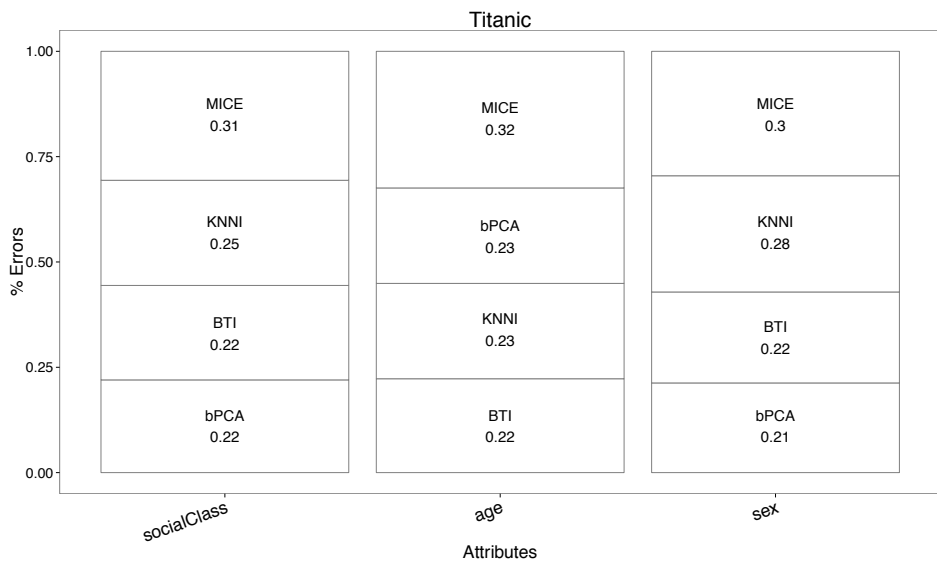 Titanic
% Errors
1.00
0.75
0.50
0.25
0.00
MICE
0.31
KNNI
0.25
BTI
0.22
bPCA
0.22
MICE
0.32
bPCA
0.23
KNNI
0.23
BTI
0.22
MICE
0.3
KNNI
0.28
BTI
0.22
bPCA
0.21
socialClass
age
sex
Attributes